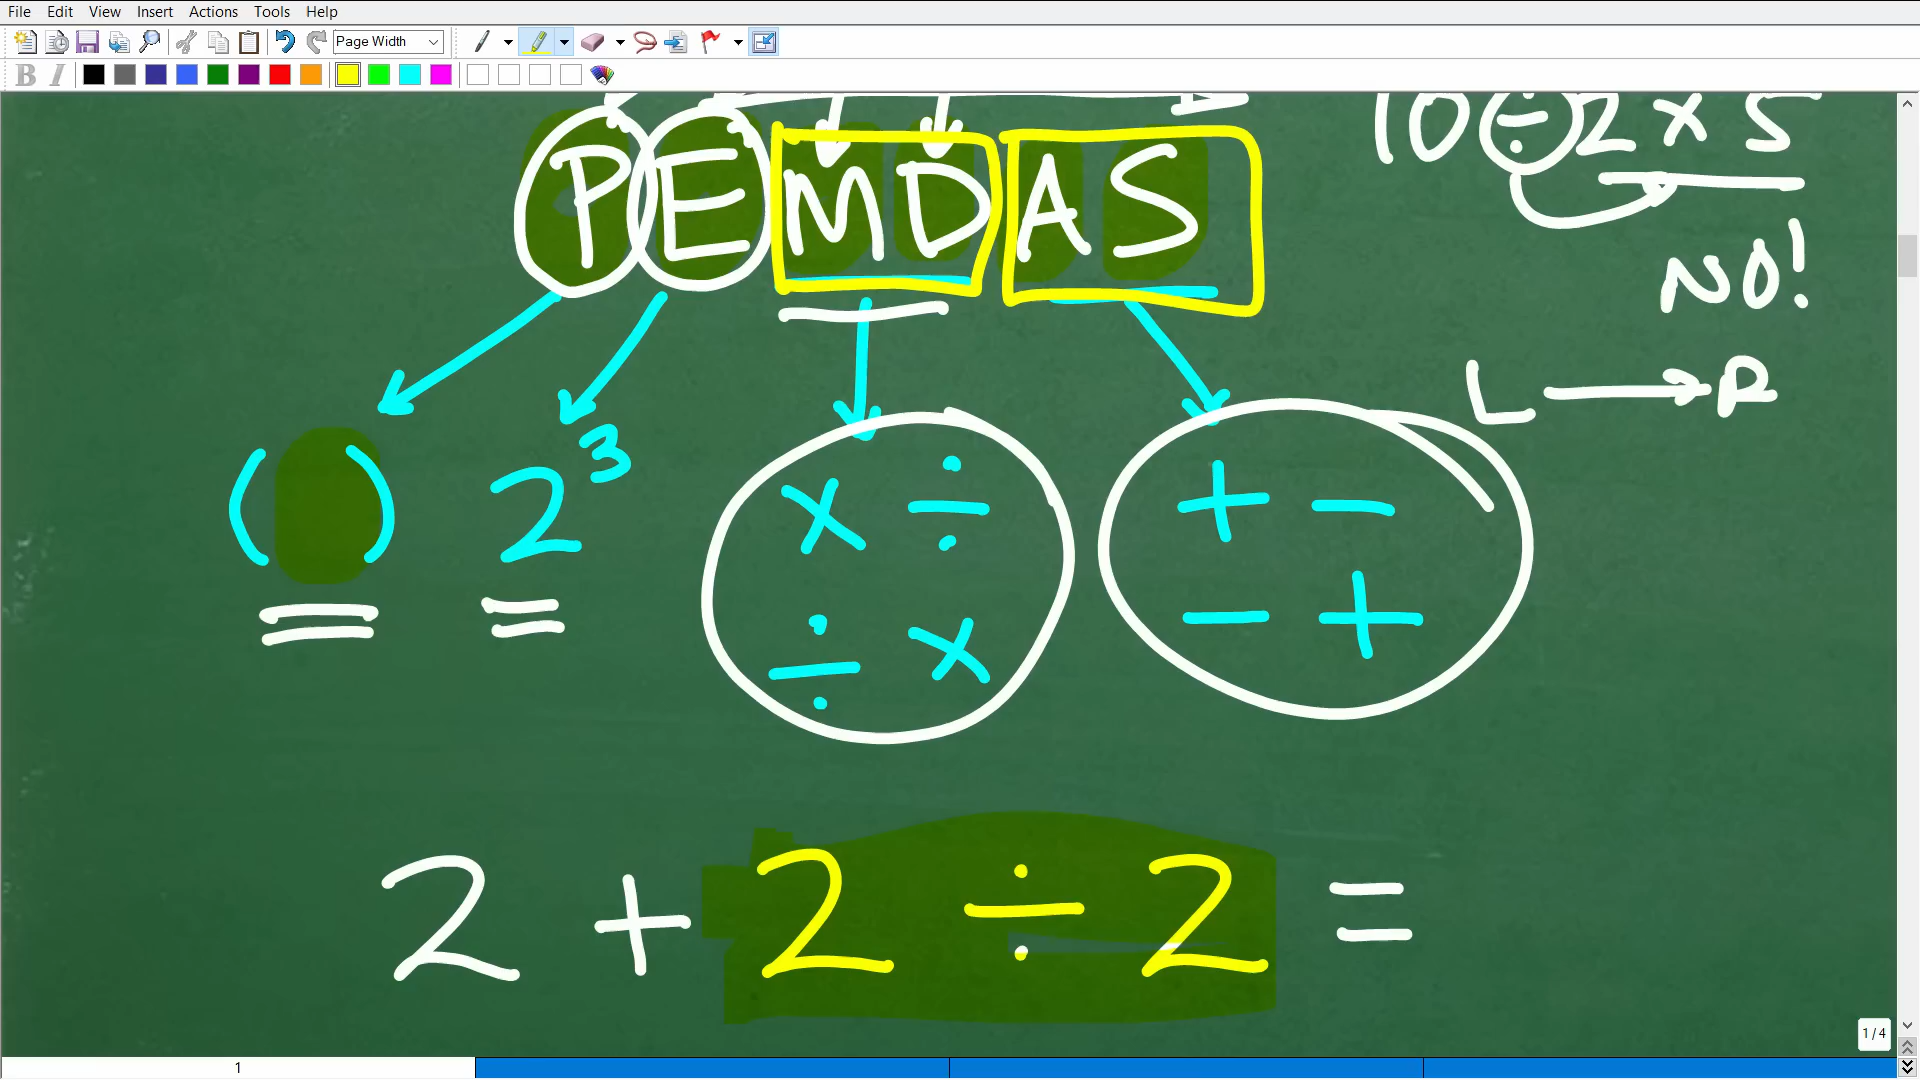 File Edit View Insert Actions Tools Help
Page Width
B I
10 ÷ 2 x 5
PEMDAS
NO!
L → R
( ) 2³ x ÷ + −
÷ x − +
2 + 2 ÷ 2 =
1 / 4
1